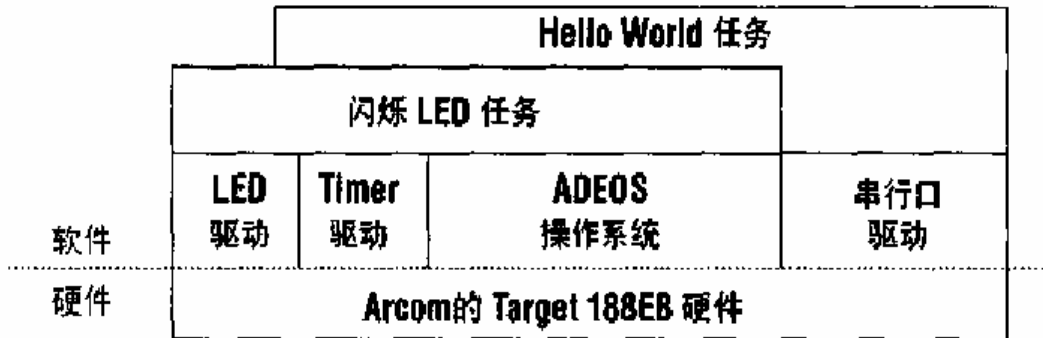 Hello World 任务
闪烁 LED 任务
LED
驱动
Timer
驱动
ADEOS
操作系统
串行口
驱动
软件
硬件
Arcom的 Target 188EB 硬件